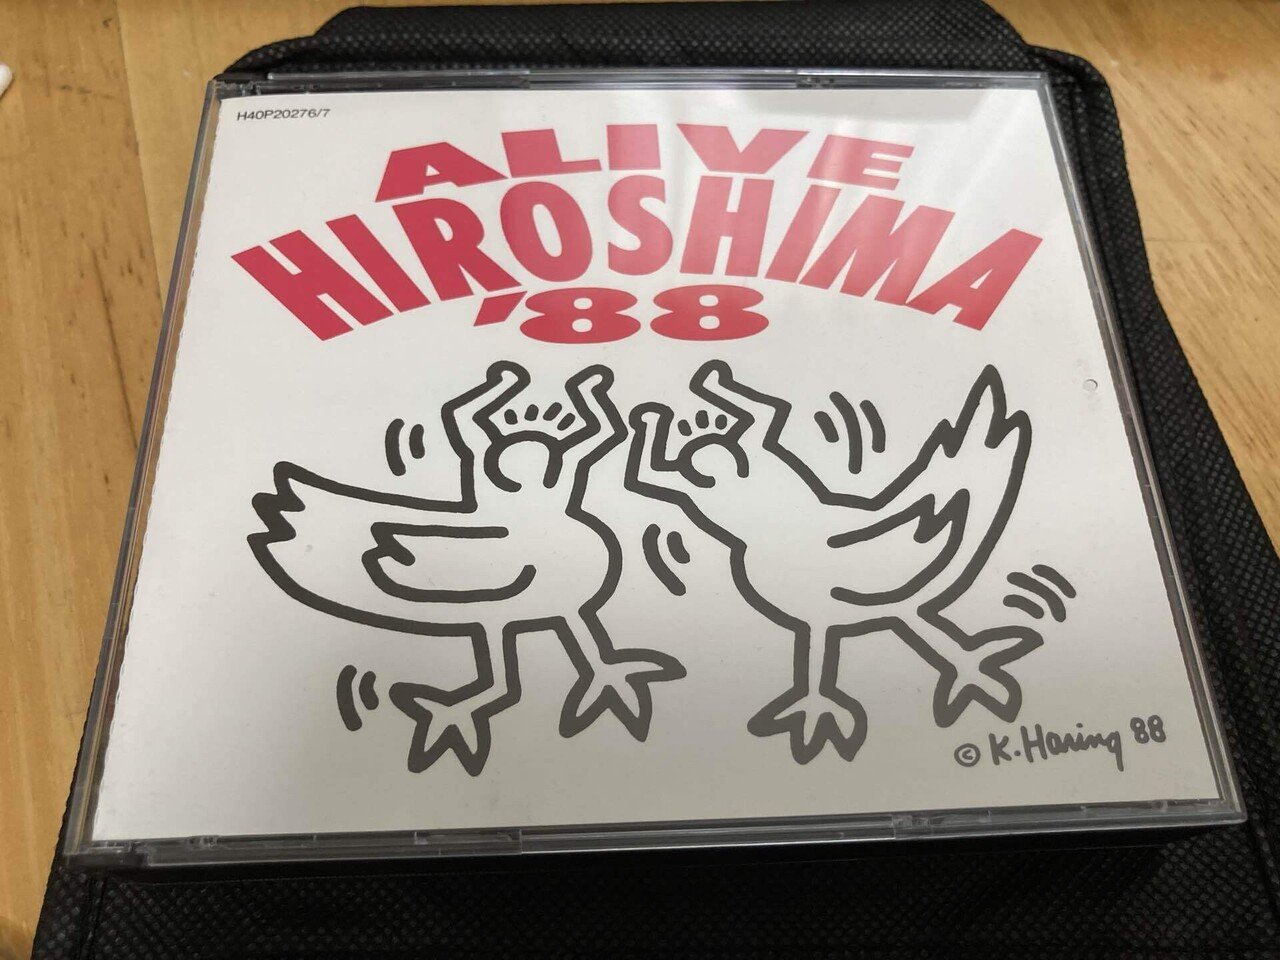 H40P20276/7
ALIVE
HIROSHIMA
'88
© K. Haring 88